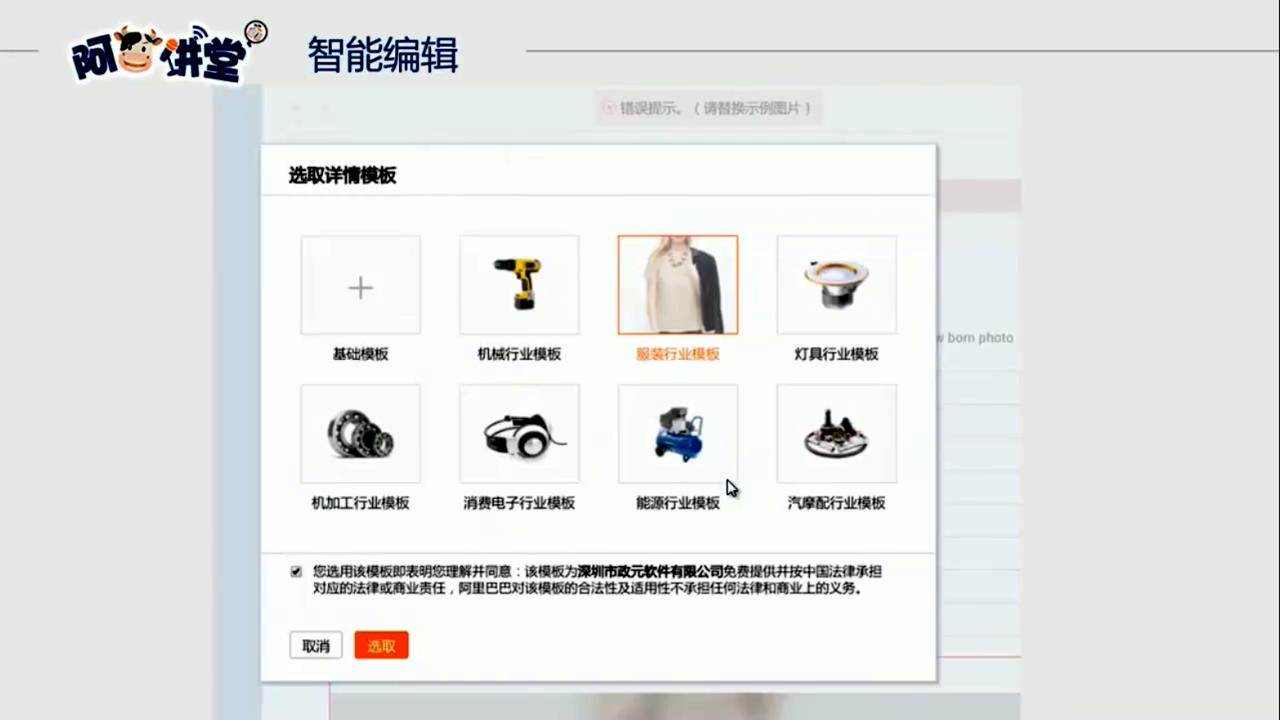 阿牛讲堂
智能编辑
错误提示。（请替换示例图片）
选取详情模板
基础模板
机械行业模板
服装行业模板
灯具行业模板
w born photo
机加工行业模板
消费电子行业模板
能源行业模板
汽摩配行业模板
您选用该模板即表明您理解并同意：该模板为深圳市政元软件有限公司免费提供并按中国法律承担
对应的法律或商业责任，阿里巴巴对该模板的合法性及适用性不承担任何法律和商业上的义务。
取消
选取